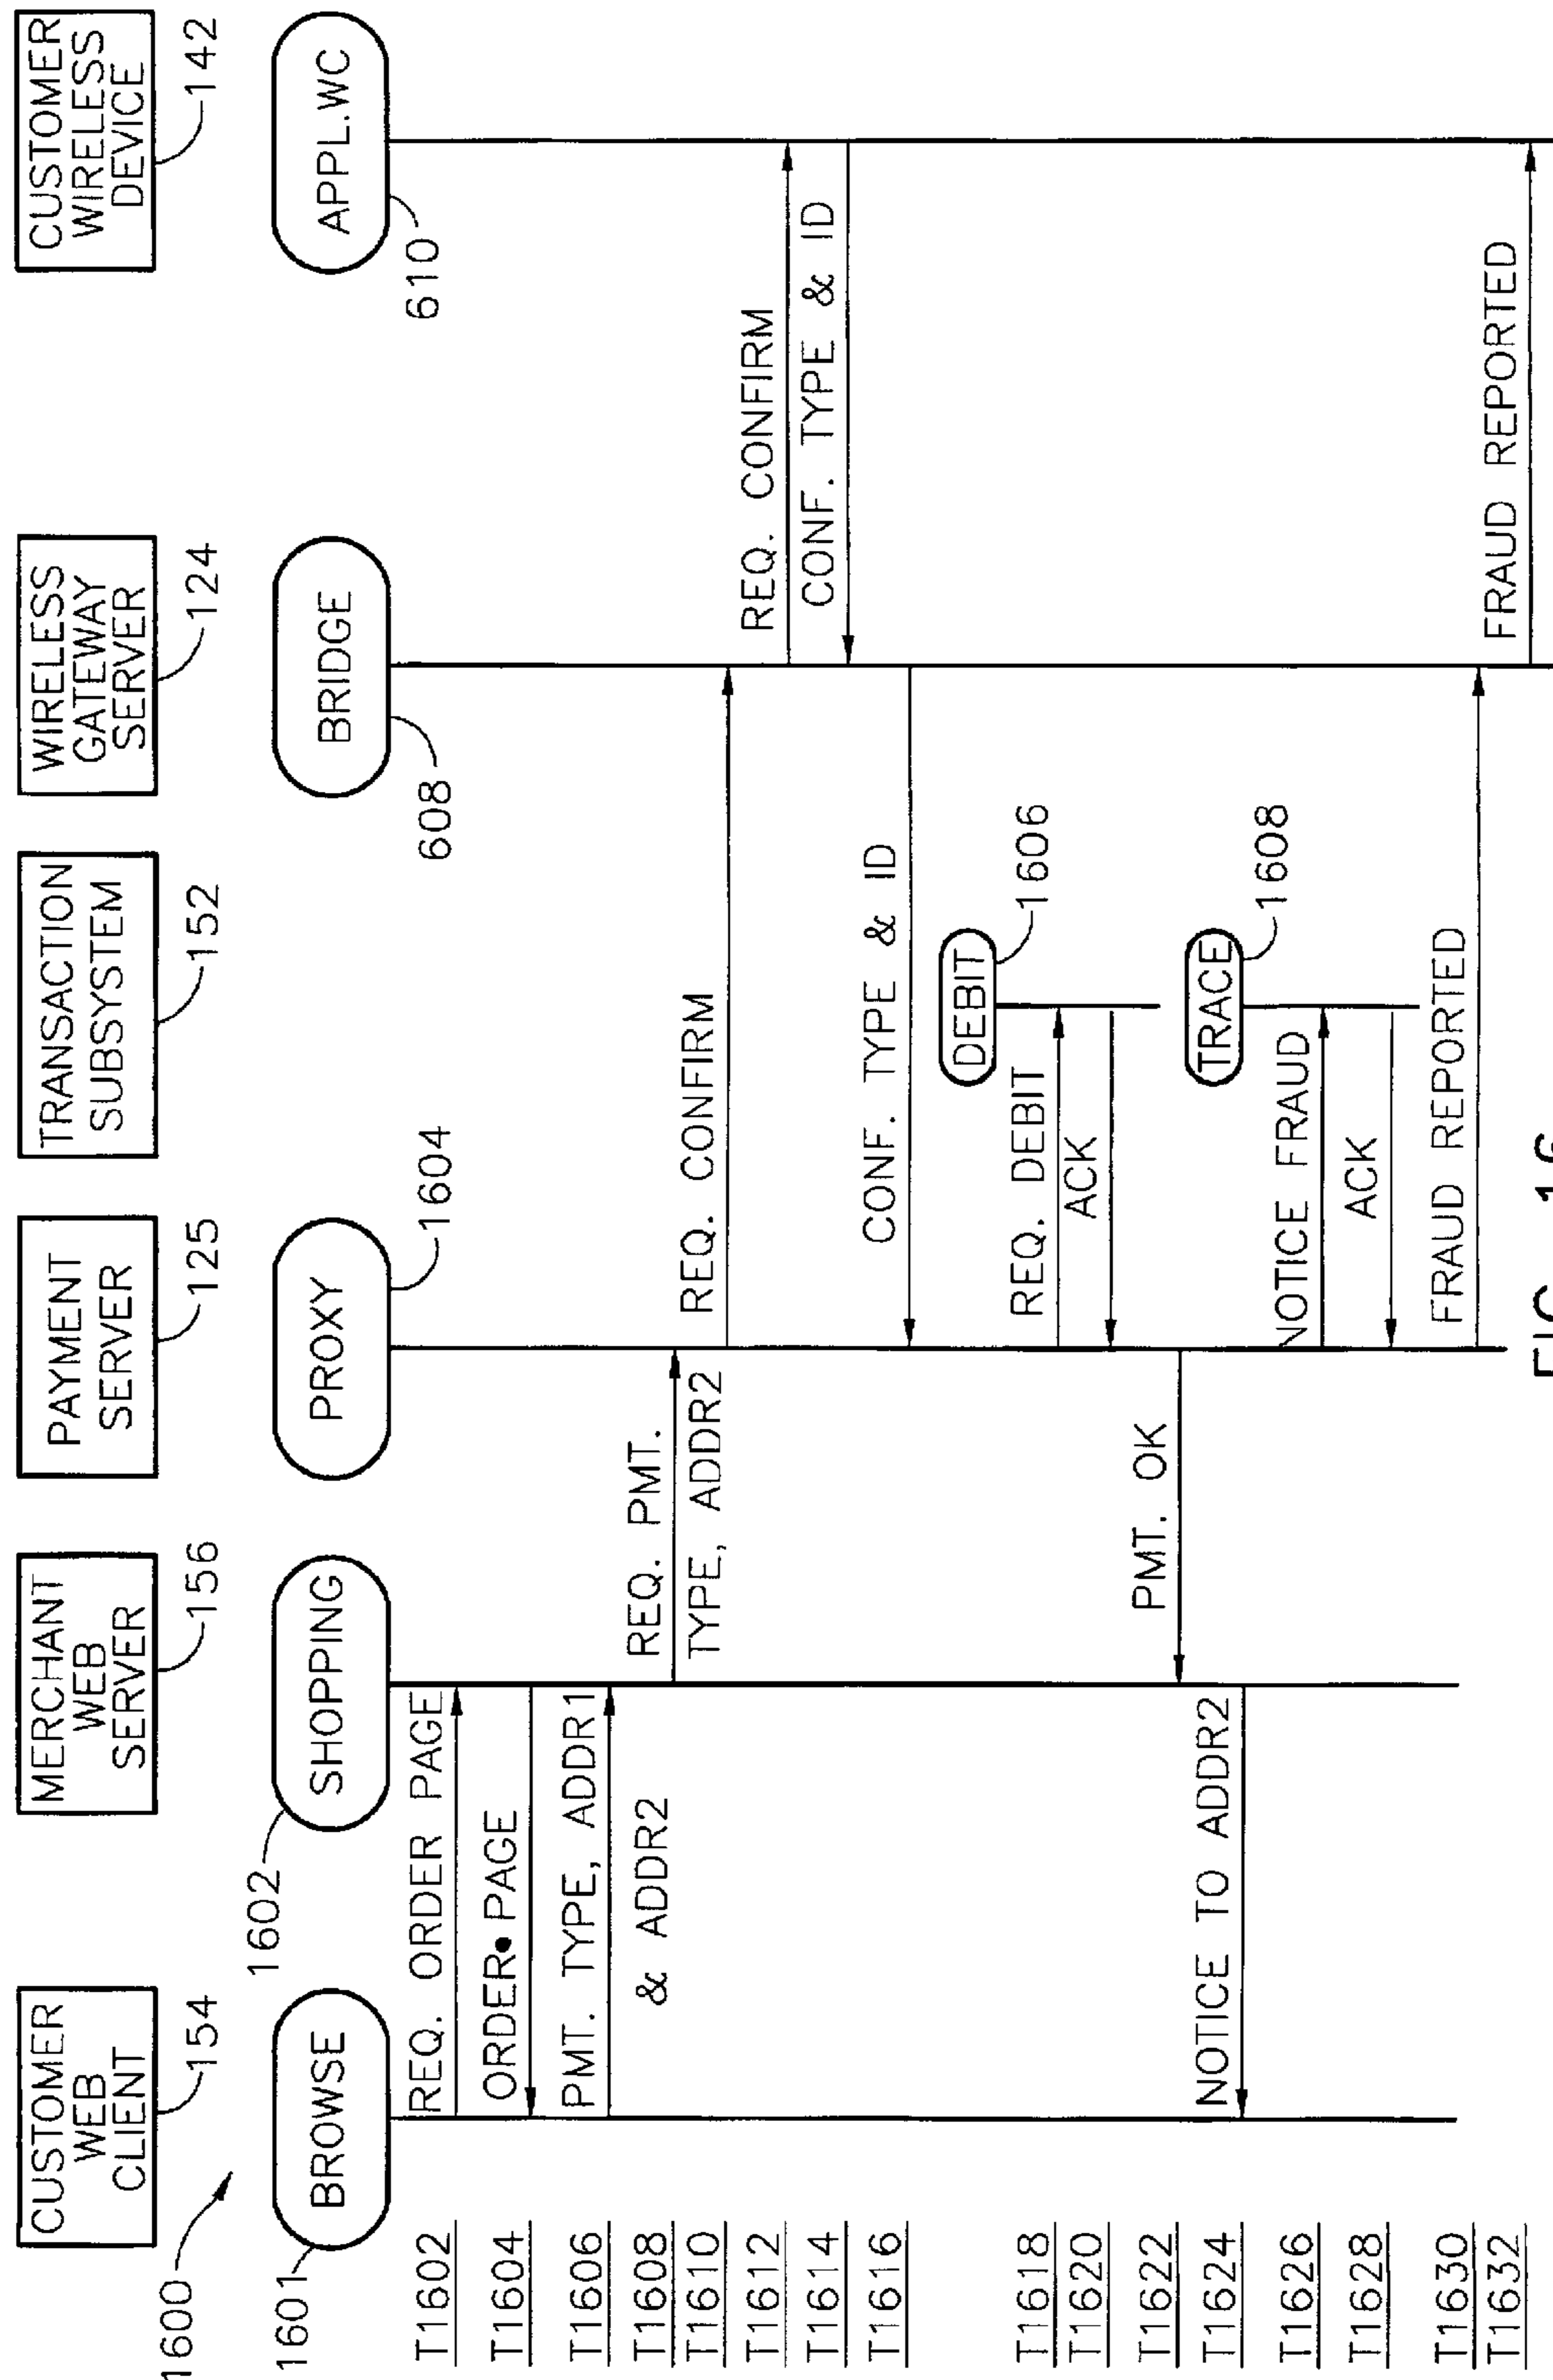 1600
CUSTOMER
WEB
CLIENT
154
MERCHANT
WEB
SERVER
156
PAYMENT
SERVER
125
TRANSACTION
SUBSYSTEM
152
WIRELESS
GATEWAY
SERVER
124
CUSTOMER
WIRELESS
DEVICE
142
1601
BROWSE
1602
SHOPPING
PROXY
1604
BRIDGE
608
APPL.WC
610
T1602
REQ. ORDER PAGE
T1604
ORDER PAGE
T1606
PMT. TYPE, ADDR1
& ADDR2
T1608
REQ. PMT.
TYPE, ADDR2
T1610
REQ. CONFIRM
T1612
REQ. CONFIRM
T1614
CONF. TYPE & ID
T1616
CONF. TYPE & ID
DEBIT
1606
T1618
REQ. DEBIT
T1620
ACK
T1622
PMT. OK
TRACE
1608
T1624
NOTICE TO ADDR2
T1626
NOTICE FRAUD
T1628
ACK
T1630
FRAUD REPORTED
T1632
FRAUD REPORTED
FIG. 16